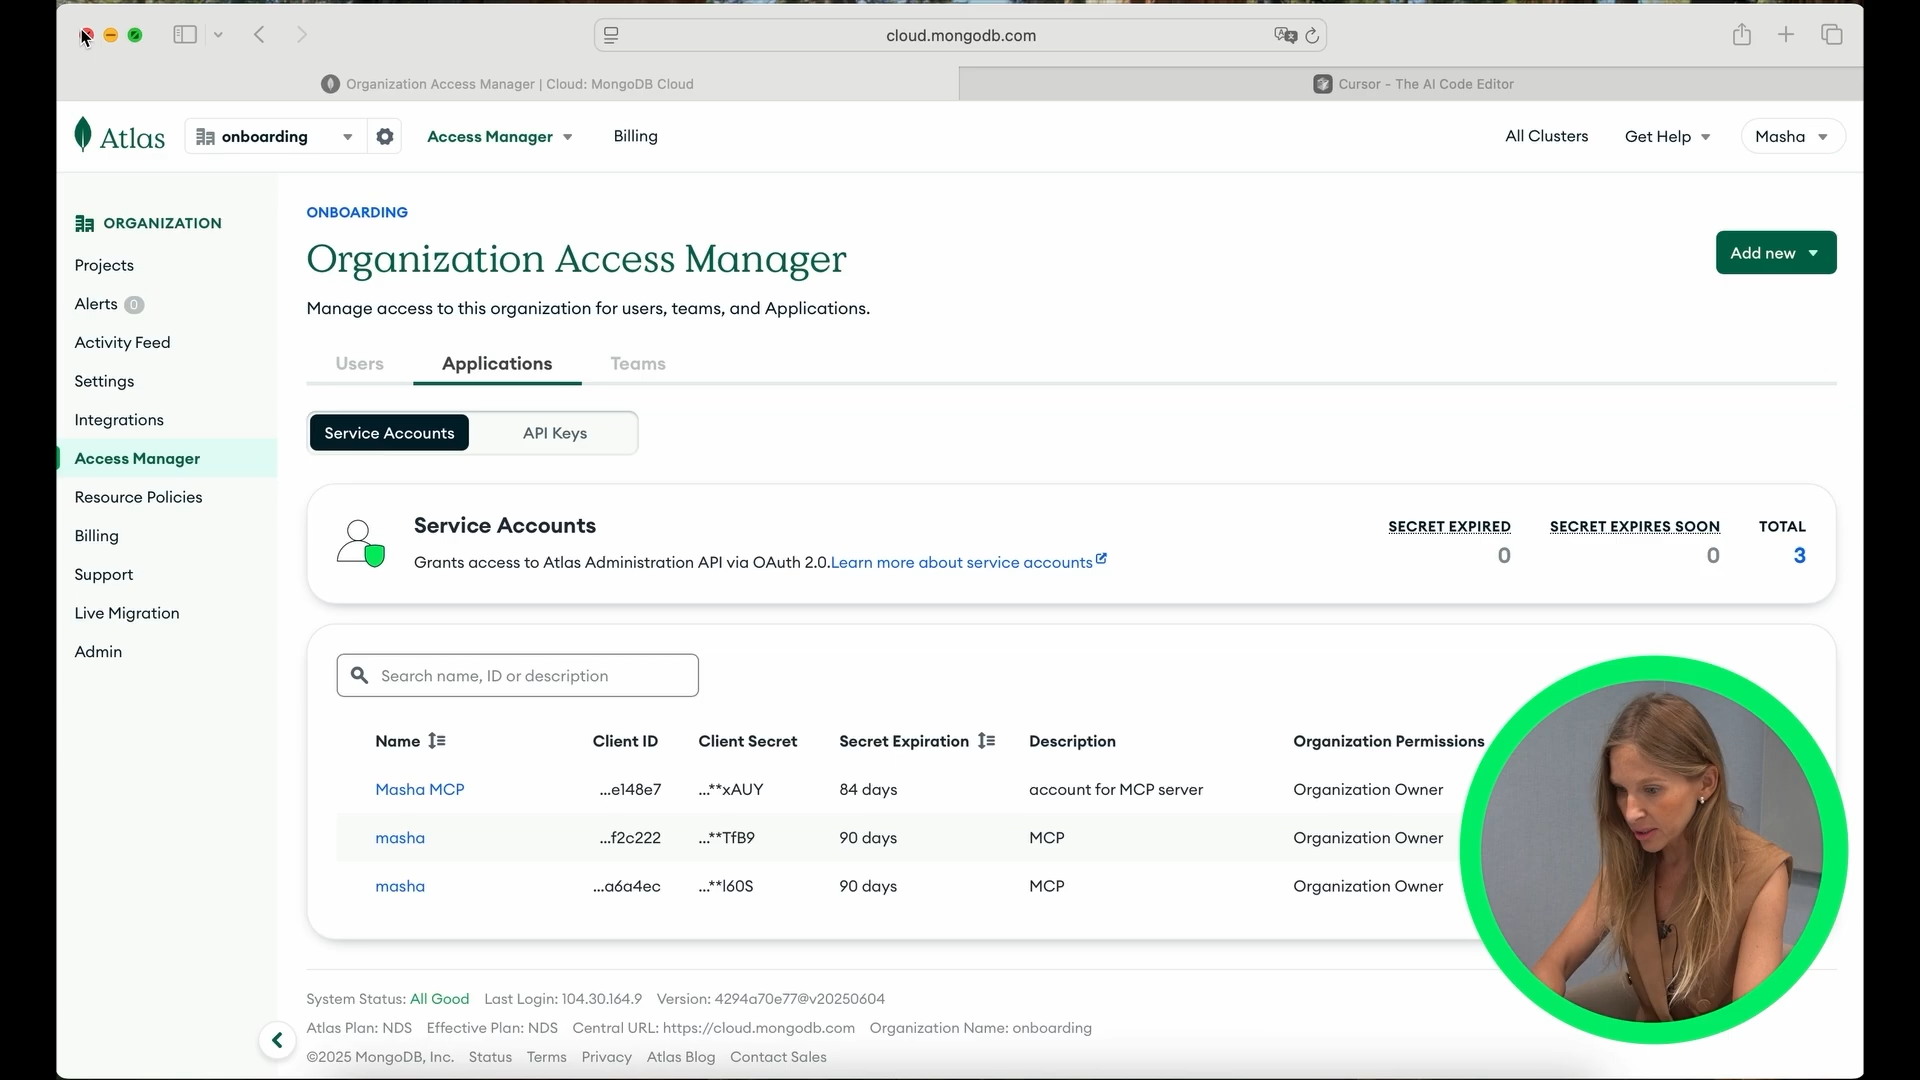 cloud.mongodb.com
Organization Access Manager | Cloud: MongoDB Cloud
Cursor - The AI Code Editor
Atlas
onboarding
Access Manager
Billing
All Clusters
Get Help
Masha
ORGANIZATION
Projects
Alerts 0
Activity Feed
Settings
Integrations
Access Manager
Resource Policies
Billing
Support
Live Migration
Admin
ONBOARDING
Organization Access Manager
Add new
Manage access to this organization for users, teams, and Applications.
Users Applications Teams
Service Accounts API Keys
Service Accounts
Grants access to Atlas Administration API via OAuth 2.0.Learn more about service accounts
SECRET EXPIRED SECRET EXPIRES SOON TOTAL
0 0 3
Search name, ID or description
Name Client ID Client Secret Secret Expiration Description Organization Permissions
Masha MCP ...e148e7 ...**xAUY 84 days account for MCP server Organization Owner
masha ...f2c222 ...**TfB9 90 days MCP Organization Owner
masha ...a6a4ec ...**l60S 90 days MCP Organization Owner
System Status: All Good Last Login: 104.30.164.9 Version: 4294a70e77@v20250604
Atlas Plan: NDS Effective Plan: NDS Central URL: https://cloud.mongodb.com Organization Name: onboarding
©2025 MongoDB, Inc. Status Terms Privacy Atlas Blog Contact Sales